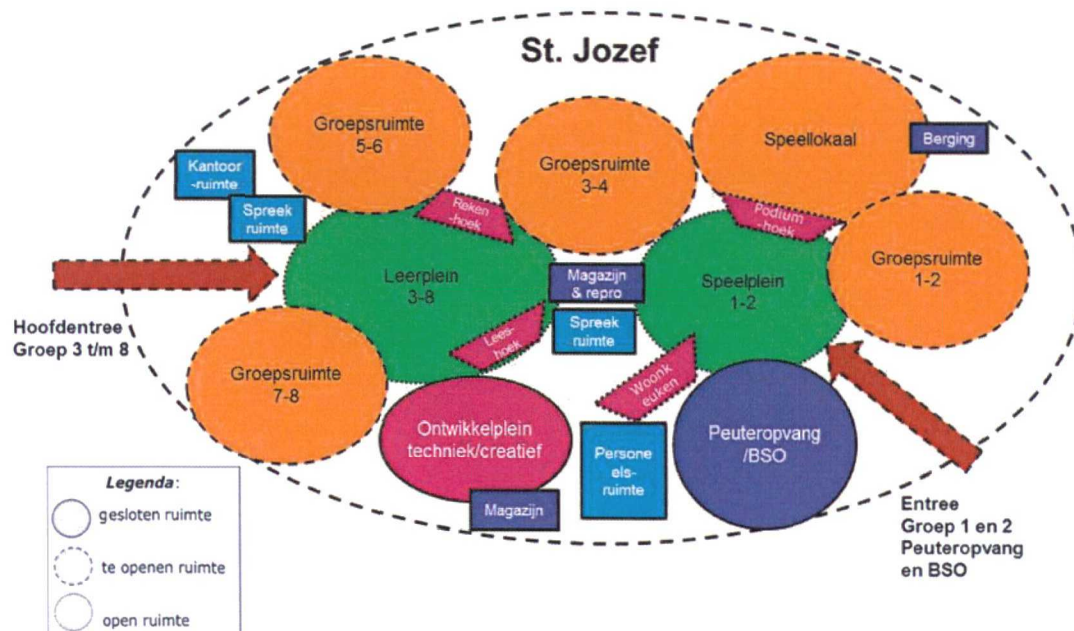 St. Jozef
Groepsruimte
5-6
Groepsruimte
3-4
Speellokaal
Berging
Kantoor
-ruimte
Spreek
ruimte
Reken
-hoek
Podium
-hoek
Groepsruimte
1-2
Leerplein
3-8
Magazijn
& repro
Speelplein
1-2
Spreek
ruimte
Lees-
hoek
Hoofdentree
Groep 3 t/m 8
Groepsruimte
7-8
Woonk
euken
Ontwikkelplein
techniek/creatief
Persone
els-
ruimte
Peuteropvang
/BSO
Magazijn
Entree
Groep 1 en 2
Peuteropvang
en BSO
Legenda:
gesloten ruimte
te openen ruimte
open ruimte